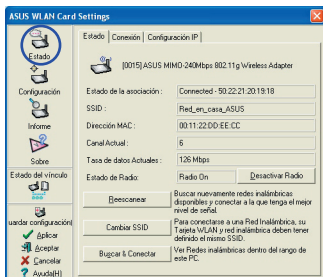 ASUS WLAN Card Settings
Estado
Configuración
Informe
Sobre
Estado del vínculo
uardar configuración
Aplicar
Aceptar
Cancelar
Ayuda(H)
Estado Conexión Configuración IP
[0015] ASUS MIMO-240Mbps 802.11g Wireless Adapter
Estado de la asociación : Connected - 50:22:21:20:19:18
SSID : Red_en_casa_ASUS
Dirección MAC : 00:11:22:DD:EE:CC
Canal Actual : 6
Tasa de datos Actuales : 126 Mbps
Estado de Radio: Radio On Desactivar Radio
Reescanear
Buscar nuevamente redes inalámbricas
disponibles y conectar a la que tenga el mejor
nivel de señal.
Cambiar SSID
Para conectarse a una Red Inalámbrica, su
Tarjeta WLAN y red inalámbrica deben tener
definido el mismo SSID.
Buscar & Conectar
Ver Redes inalámbricas dentro del rango de
este PC.